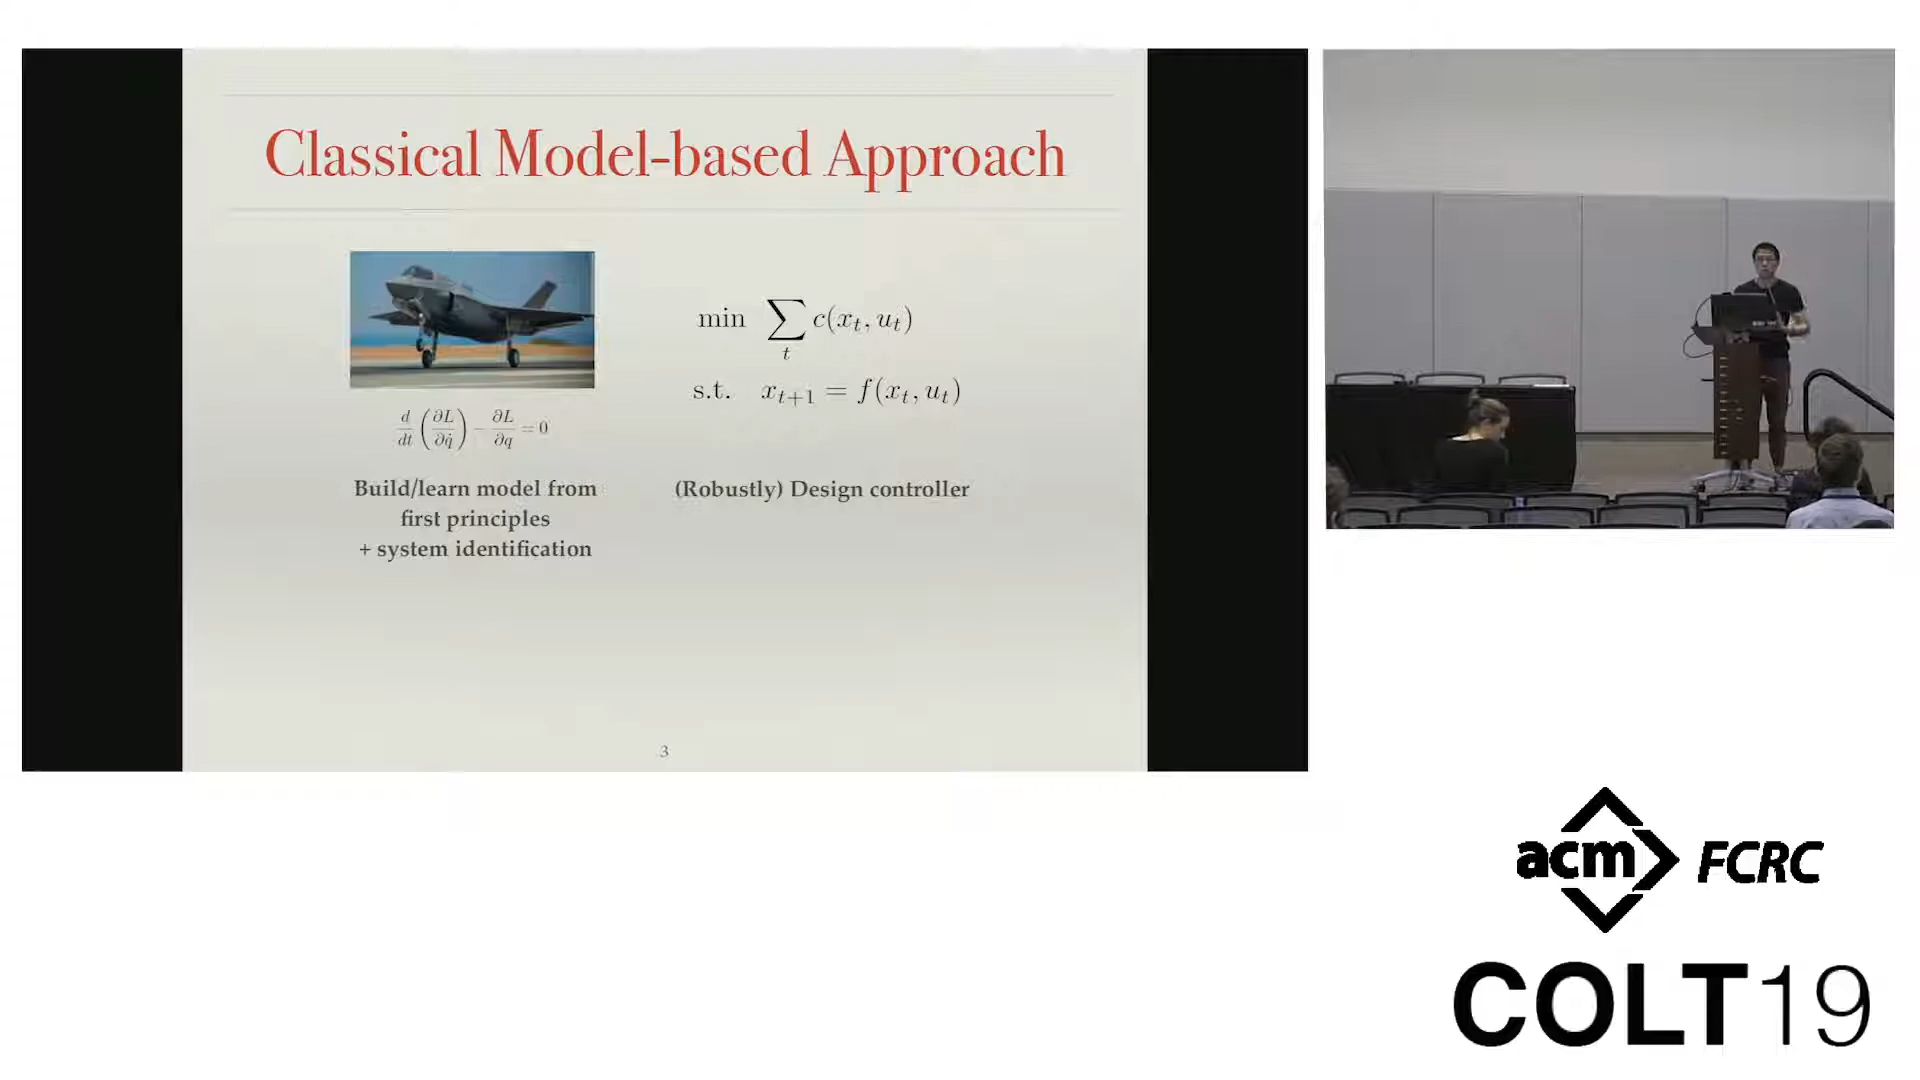 Classical Model-based Approach
min ∑_t c(x_t, u_t)
s.t. x_{t+1} = f(x_t, u_t)
d/dt (∂L/∂q̇) − ∂L/∂q = 0
Build/learn model from
first principles
+ system identification
(Robustly) Design controller
3
acm FCRC
COLT19